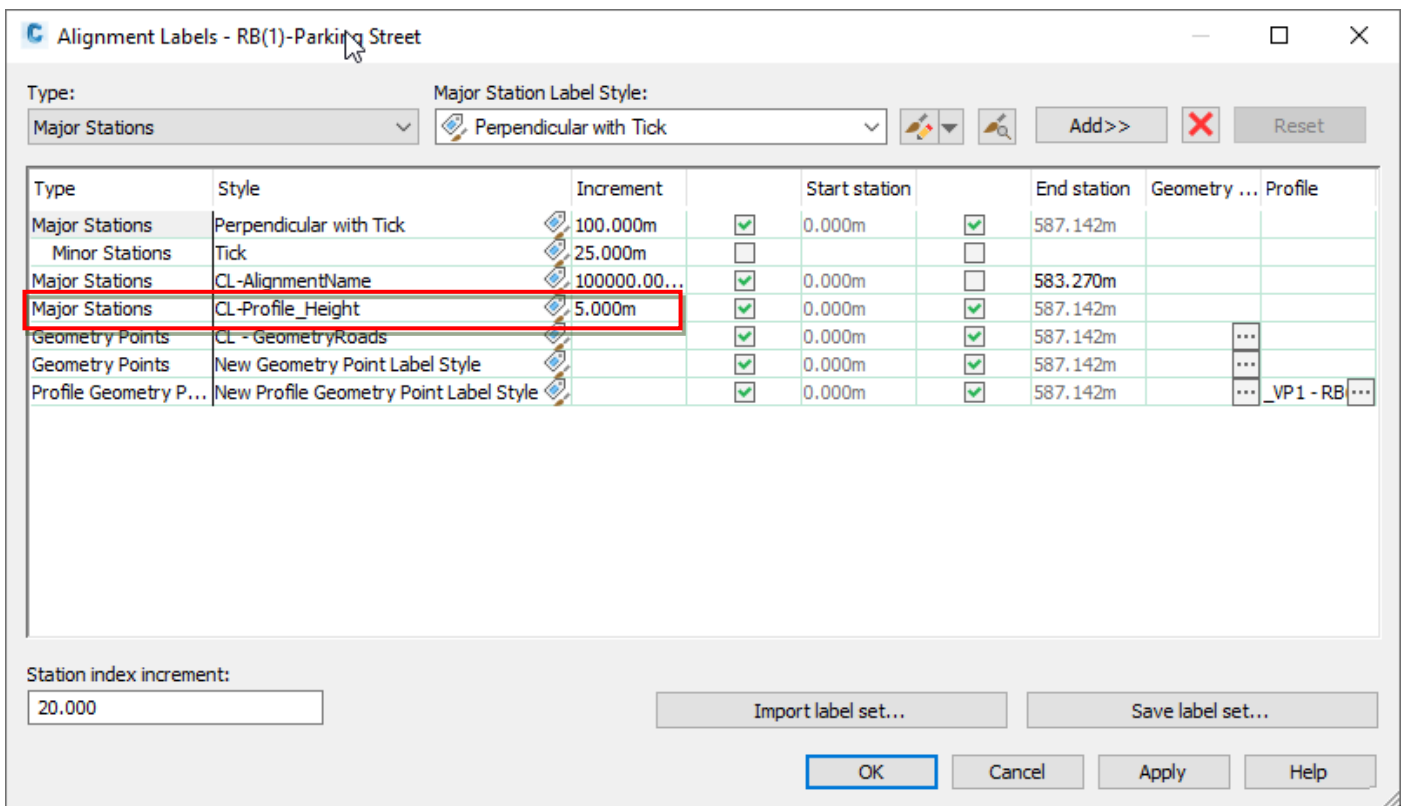 Alignment Labels - RB(1)-Parking Street
Type: Major Station Label Style:
Major Stations Perpendicular with Tick Add>> Reset
Type Style Increment Start station End station Geometry ... Profile
Major Stations Perpendicular with Tick 100.000m 0.000m 587.142m
Minor Stations Tick 25.000m
Major Stations CL-AlignmentName 100000.00... 0.000m 583.270m
Major Stations CL-Profile_Height 5.000m 0.000m 587.142m
Geometry Points CL - GeometryRoads 0.000m 587.142m ...
Geometry Points New Geometry Point Label Style 0.000m 587.142m ...
Profile Geometry P... New Profile Geometry Point Label Style 0.000m 587.142m ... _VP1 - RB( ...
Station index increment:
20.000 Import label set... Save label set...
OK Cancel Apply Help